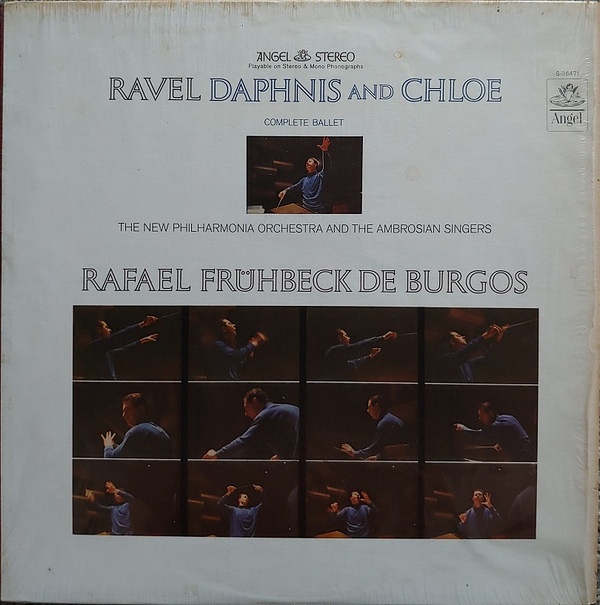 ANGEL STEREO
Playable on Stereo & Mono Phonographs
RAVEL DAPHNIS AND CHLOE
S-36471
Angel
COMPLETE BALLET
THE NEW PHILHARMONIA ORCHESTRA AND THE AMBROSIAN SINGERS
RAFAEL FRÜHBECK DE BURGOS